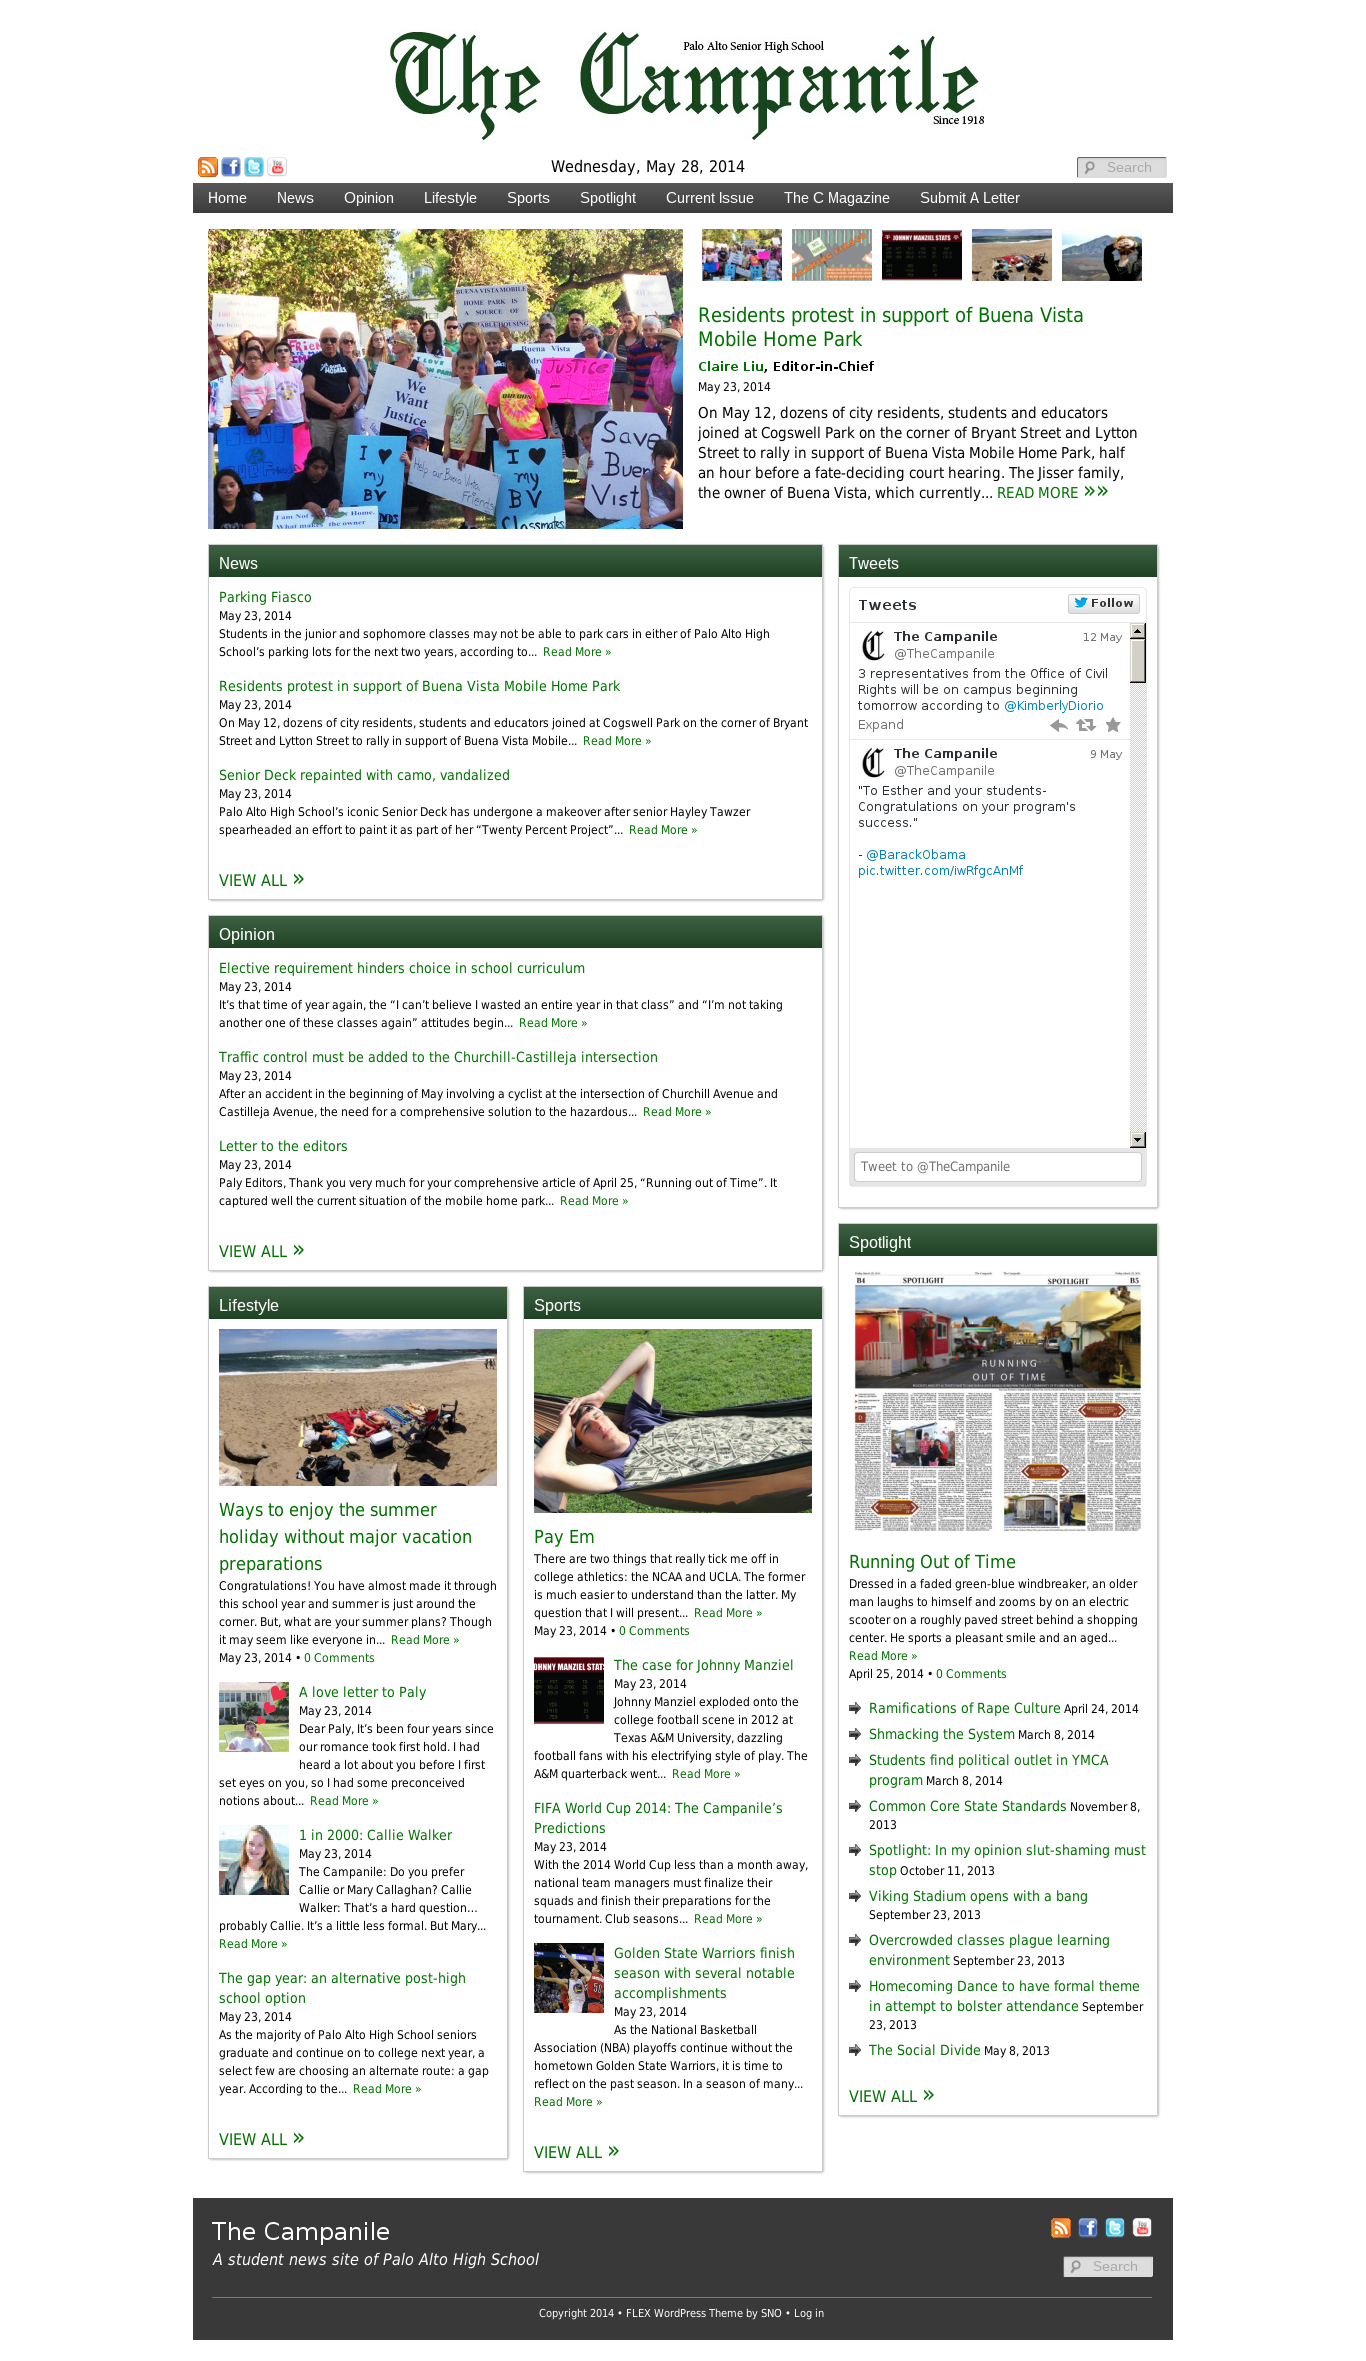 The Campanile
Palo Alto Senior High School
Since 1918
Wednesday, May 28, 2014
Search
Home News Opinion Lifestyle Sports Spotlight Current Issue The C Magazine Submit A Letter
BUENA VISTA MOBILE
HOME PARK IS
A SOURCE OF
Buena Vista
Justice
I LOVE
We
Want
Justice
Save
Buena
Vista
I ♥
my
BV
Help our Buena Vista
Friends
I ♥
my
BV
Classmates
What makes the owner
JOHNNY MANZIEL STATS
Residents protest in support of Buena Vista
Mobile Home Park
Claire Liu, Editor-in-Chief
May 23, 2014
On May 12, dozens of city residents, students and educators
joined at Cogswell Park on the corner of Bryant Street and Lytton
Street to rally in support of Buena Vista Mobile Home Park, half
an hour before a fate-deciding court hearing. The Jisser family,
the owner of Buena Vista, which currently... READ MORE »»
News
Parking Fiasco
May 23, 2014
Students in the junior and sophomore classes may not be able to park cars in either of Palo Alto High
School’s parking lots for the next two years, according to... Read More »
Residents protest in support of Buena Vista Mobile Home Park
May 23, 2014
On May 12, dozens of city residents, students and educators joined at Cogswell Park on the corner of Bryant
Street and Lytton Street to rally in support of Buena Vista Mobile... Read More »
Senior Deck repainted with camo, vandalized
May 23, 2014
Palo Alto High School’s iconic Senior Deck has undergone a makeover after senior Hayley Tawzer
spearheaded an effort to paint it as part of her “Twenty Percent Project”... Read More »
VIEW ALL »
Opinion
Elective requirement hinders choice in school curriculum
May 23, 2014
It’s that time of year again, the “I can’t believe I wasted an entire year in that class” and “I’m not taking
another one of these classes again” attitudes begin... Read More »
Traffic control must be added to the Churchill-Castilleja intersection
May 23, 2014
After an accident in the beginning of May involving a cyclist at the intersection of Churchill Avenue and
Castilleja Avenue, the need for a comprehensive solution to the hazardous... Read More »
Letter to the editors
May 23, 2014
Paly Editors, Thank you very much for your comprehensive article of April 25, “Running out of Time”. It
captured well the current situation of the mobile home park... Read More »
VIEW ALL »
Lifestyle
Ways to enjoy the summer
holiday without major vacation
preparations
Congratulations! You have almost made it through
this school year and summer is just around the
corner. But, what are your summer plans? Though
it may seem like everyone in... Read More »
May 23, 2014 • 0 Comments
A love letter to Paly
May 23, 2014
Dear Paly, It’s been four years since
our romance took first hold. I had
heard a lot about you before I first
set eyes on you, so I had some preconceived
notions about... Read More »
1 in 2000: Callie Walker
May 23, 2014
The Campanile: Do you prefer
Callie or Mary Callaghan? Callie
Walker: That’s a hard question…
probably Callie. It’s a little less formal. But Mary...
Read More »
The gap year: an alternative post-high
school option
May 23, 2014
As the majority of Palo Alto High School seniors
graduate and continue on to college next year, a
select few are choosing an alternate route: a gap
year. According to the... Read More »
VIEW ALL »
Sports
Pay Em
There are two things that really tick me off in
college athletics: the NCAA and UCLA. The former
is much easier to understand than the latter. My
question that I will present... Read More »
May 23, 2014 • 0 Comments
JOHNNY MANZIEL STATS
The case for Johnny Manziel
May 23, 2014
Johnny Manziel exploded onto the
college football scene in 2012 at
Texas A&M University, dazzling
football fans with his electrifying style of play. The
A&M quarterback went... Read More »
FIFA World Cup 2014: The Campanile’s
Predictions
May 23, 2014
With the 2014 World Cup less than a month away,
national team managers must finalize their
squads and finish their preparations for the
tournament. Club seasons... Read More »
Golden State Warriors finish
season with several notable
accomplishments
May 23, 2014
As the National Basketball
Association (NBA) playoffs continue without the
hometown Golden State Warriors, it is time to
reflect on the past season. In a season of many...
Read More »
VIEW ALL »
Tweets
Tweets
Follow
The Campanile 12 May
@TheCampanile
3 representatives from the Office of Civil
Rights will be on campus beginning
tomorrow according to @KimberlyDiorio
Expand
The Campanile 9 May
@TheCampanile
"To Esther and your students-
Congratulations on your program's
success."
- @BarackObama
pic.twitter.com/iwRfgcAnMf
Tweet to @TheCampanile
Spotlight
B4 SPOTLIGHT SPOTLIGHT B5
RUNNING
OUT OF TIME
Running Out of Time
Dressed in a faded green-blue windbreaker, an older
man laughs to himself and zooms by on an electric
scooter on a roughly paved street behind a shopping
center. He sports a pleasant smile and an aged...
Read More »
April 25, 2014 • 0 Comments
Ramifications of Rape Culture April 24, 2014
Shmacking the System March 8, 2014
Students find political outlet in YMCA
program March 8, 2014
Common Core State Standards November 8,
2013
Spotlight: In my opinion slut-shaming must
stop October 11, 2013
Viking Stadium opens with a bang
September 23, 2013
Overcrowded classes plague learning
environment September 23, 2013
Homecoming Dance to have formal theme
in attempt to bolster attendance September
23, 2013
The Social Divide May 8, 2013
VIEW ALL »
The Campanile
A student news site of Palo Alto High School
Search
Copyright 2014 • FLEX WordPress Theme by SNO • Log in